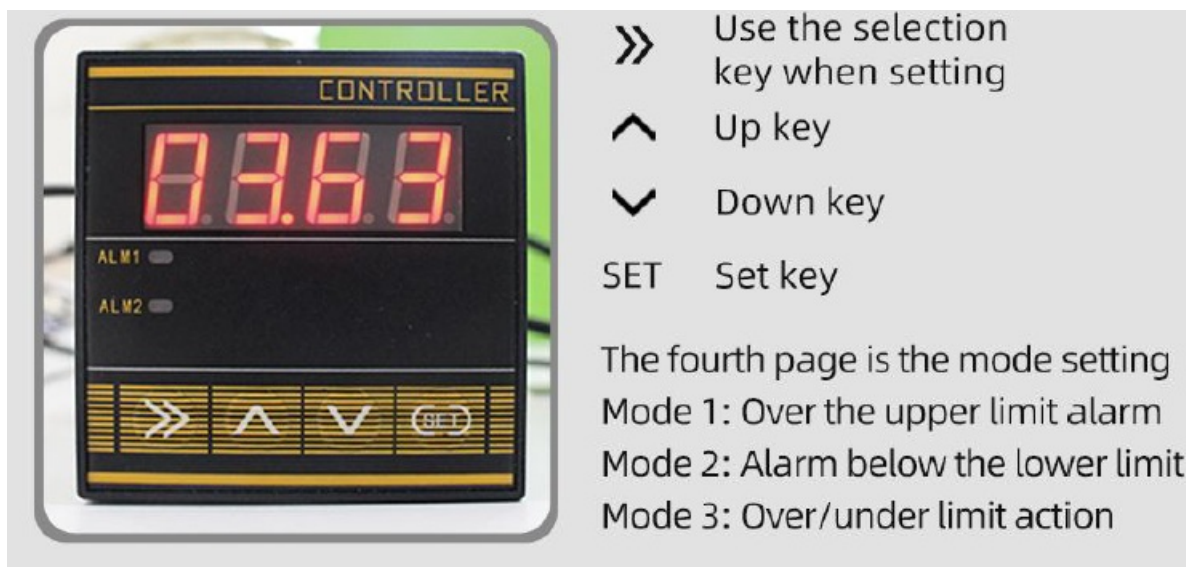 CONTROLLER
03.63
ALM1
ALM2
SET
Use the selection
key when setting
Up key
Down key
SET Set key
The fourth page is the mode setting
Mode 1: Over the upper limit alarm
Mode 2: Alarm below the lower limit
Mode 3: Over/under limit action